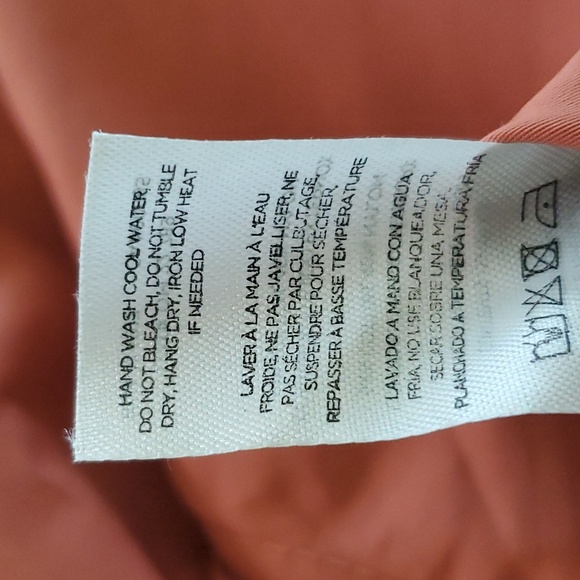 HAND WASH COOL WATER,
DO NOT BLEACH, DO NOT TUMBLE
DRY, HANG DRY, IRON LOW HEAT
IF NEEDED
LAVER À LA MAIN À L'EAU
FROIDE, NE PAS JAVELLISER, NE
PAS SÉCHER PAR CULBUTAGE,
SUSPENDRE POUR SÉCHER,
REPASSER À BASSE TEMPÉRATURE
LAVADO A MANO CON AGUA
FRIA, NO USE BLANQUEADOR,
SECAR SOBRE UNA MESA,
PLANCHADO A TEMPERATURA FRIA